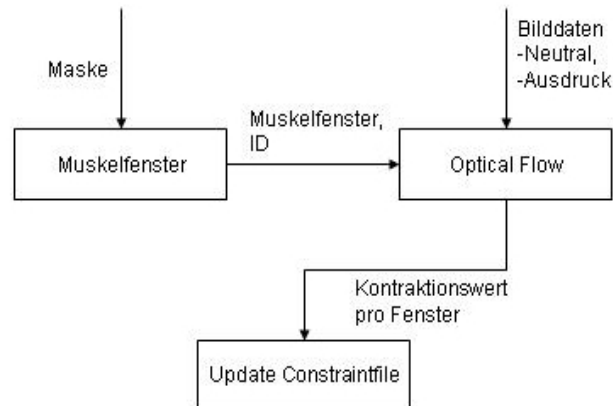 Maske
Bilddaten
-Neutral,
-Ausdruck
Muskelfenster,
ID
Muskelfenster
Optical Flow
Kontraktionswert
pro Fenster
Update Constraintfile